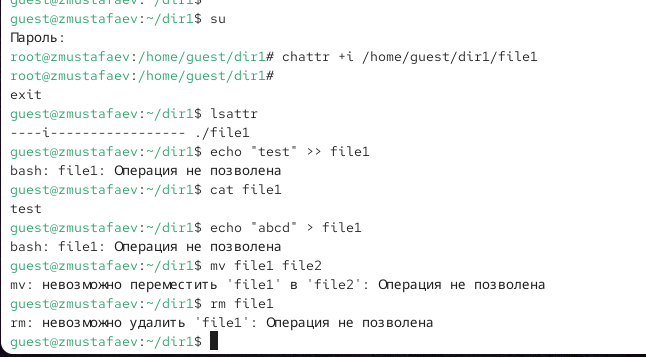 guest@zmustafaev:~/dir1$ su
Пароль:
root@zmustafaev:/home/guest/dir1# chattr +i /home/guest/dir1/file1
root@zmustafaev:/home/guest/dir1#
exit
guest@zmustafaev:~/dir1$ lsattr
----i----------------- ./file1
guest@zmustafaev:~/dir1$ echo "test" >> file1
bash: file1: Операция не позволена
guest@zmustafaev:~/dir1$ cat file1
test
guest@zmustafaev:~/dir1$ echo "abcd" > file1
bash: file1: Операция не позволена
guest@zmustafaev:~/dir1$ mv file1 file2
mv: невозможно переместить 'file1' в 'file2': Операция не позволена
guest@zmustafaev:~/dir1$ rm file1
rm: невозможно удалить 'file1': Операция не позволена
guest@zmustafaev:~/dir1$